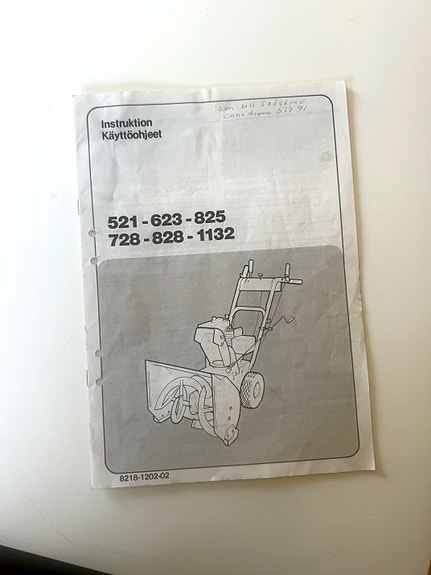 Instruktion
Käyttöohjeet
521 - 623 - 825
728 - 828 - 1132
8218-1202-02